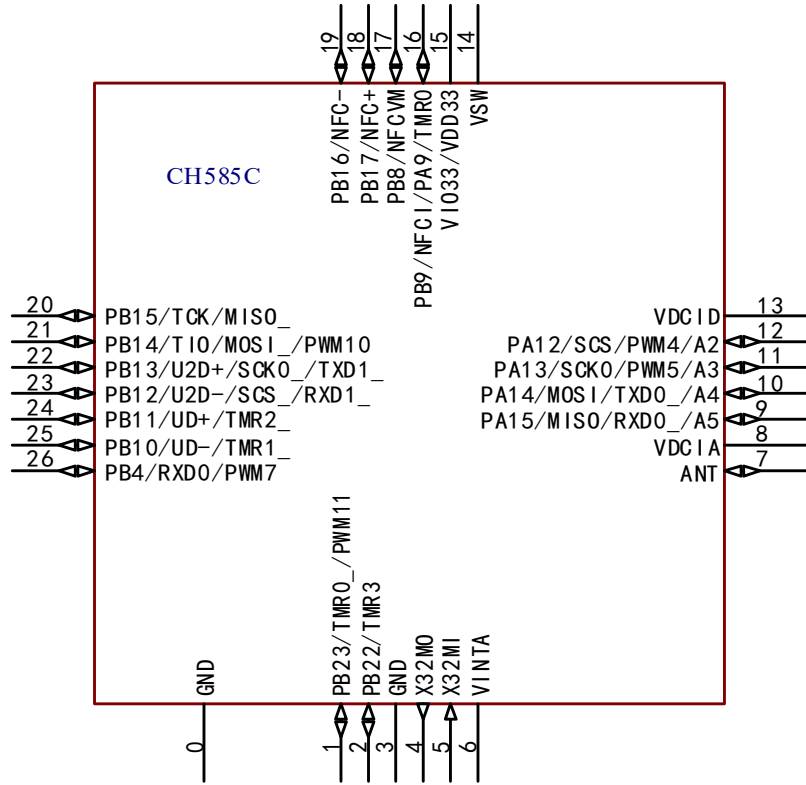 19
18
17
16
15
14
PB16/NFC-
PB17/NFC+
PB8/NFCVM
PB9/NFCI/PA9/TMR0
VIO33/VDD33
VSW
CH585C
20
PB15/TCK/MISO_
21
PB14/TIO/MOSI_/PWM10
22
PB13/U2D+/SCK0_/TXD1_
23
PB12/U2D-/SCS_/RXD1_
24
PB11/UD+/TMR2_
25
PB10/UD-/TMR1_
26
PB4/RXD0/PWM7
VDCID
13
PA12/SCS/PWM4/A2
12
PA13/SCK0/PWM5/A3
11
PA14/MOSI/TXD0_/A4
10
PA15/MISO/RXD0_/A5
9
VDCIA
8
ANT
7
GND
PB23/TMR0_/PWM11
PB22/TMR3
GND
X32MO
X32MI
VINTA
0
1
2
3
4
5
6